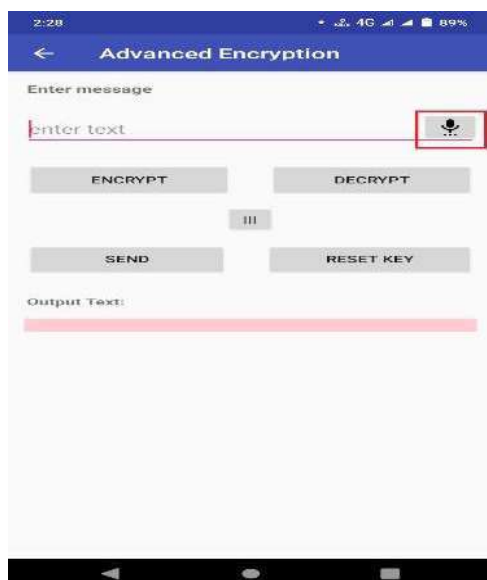 2:28 4G 89%
Advanced Encryption
Enter message
enter text
ENCRYPT DECRYPT
III
SEND RESET KEY
Output Text: